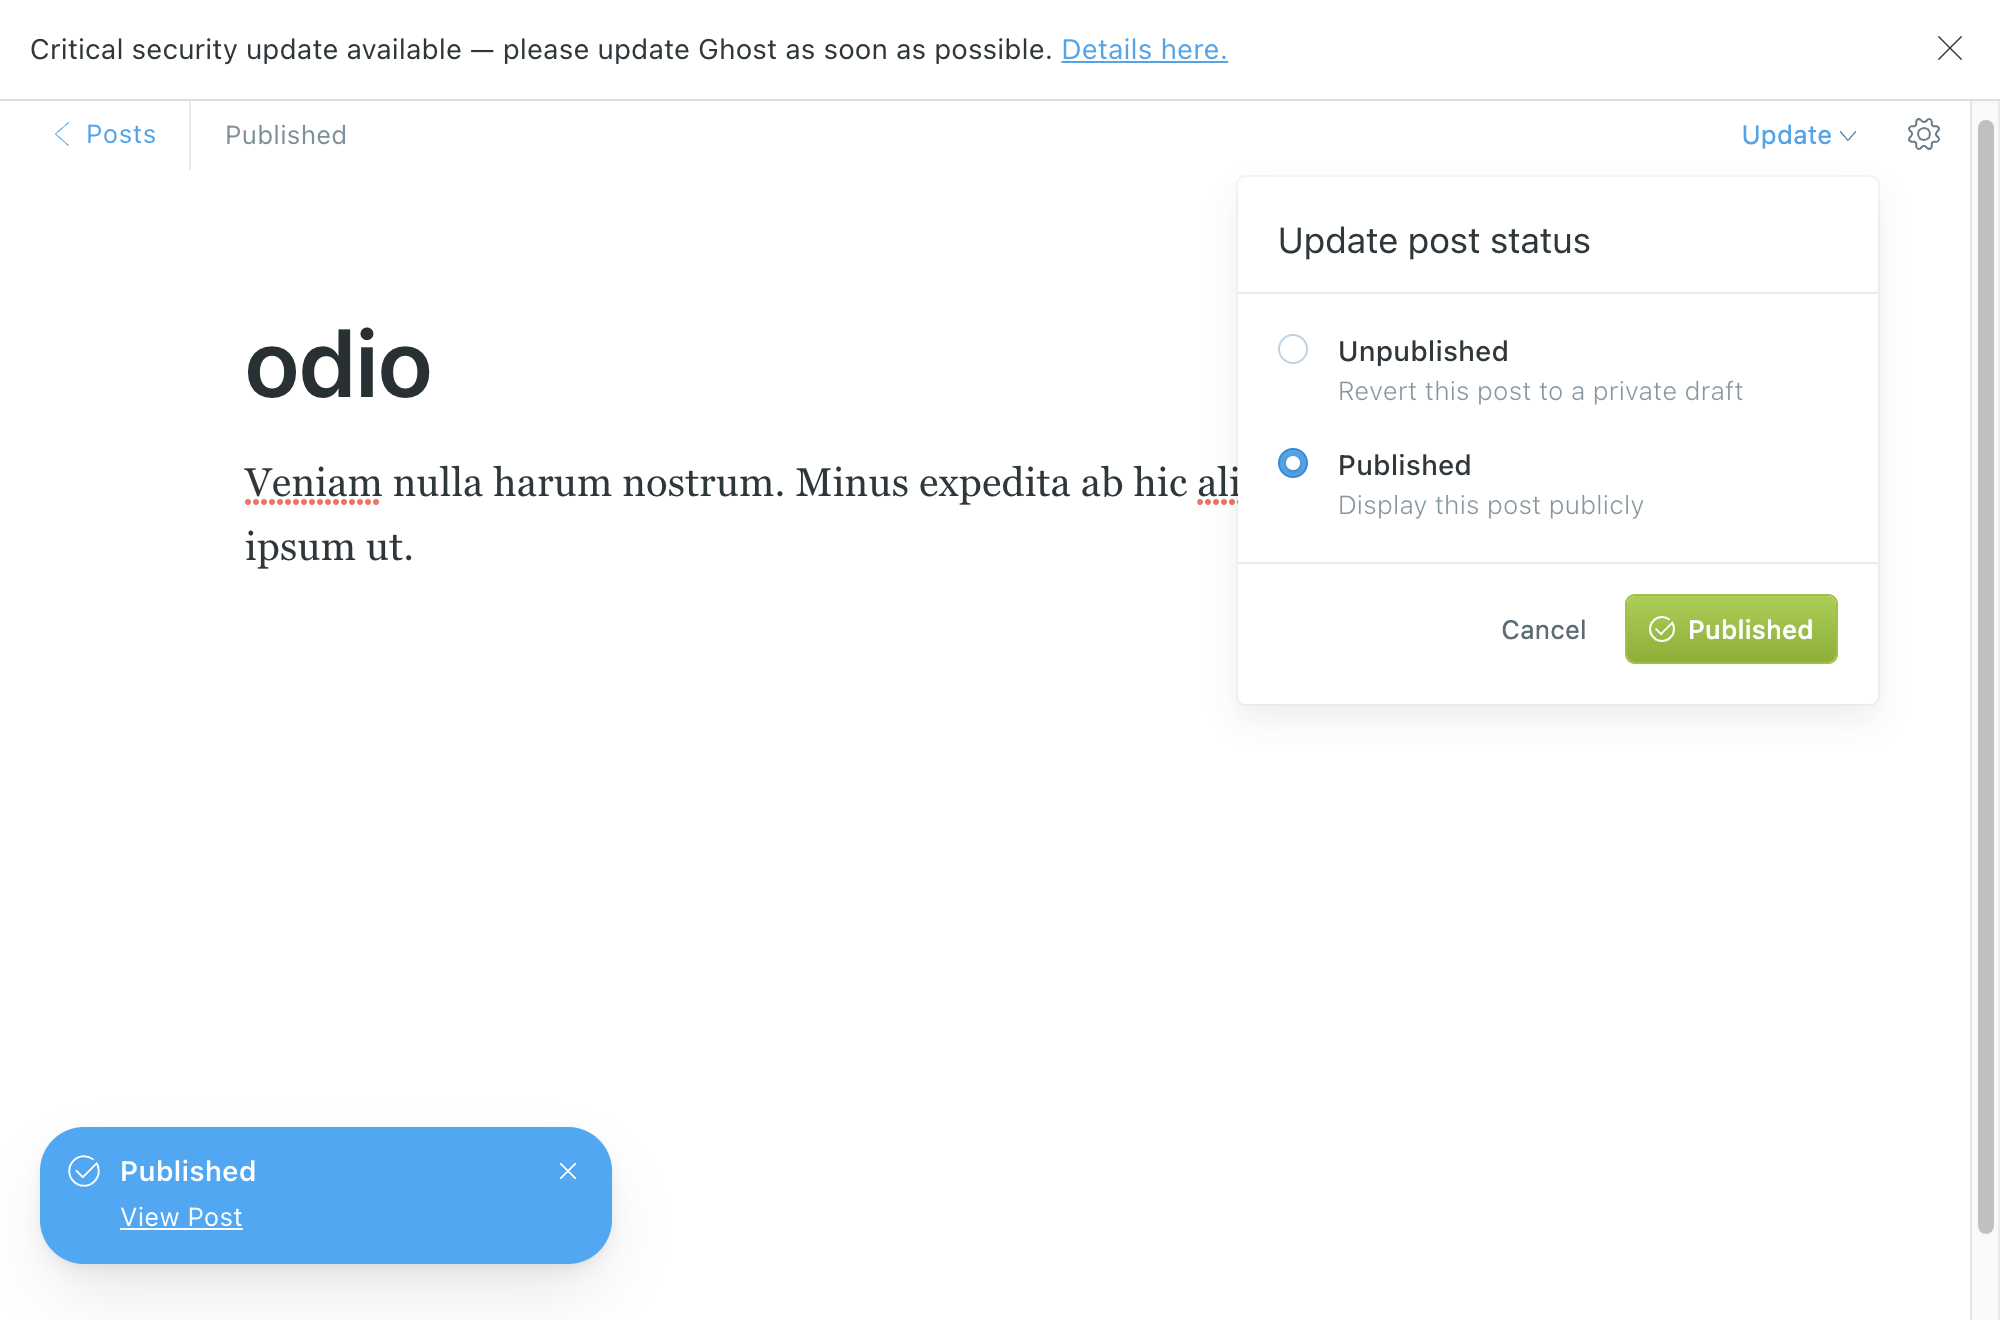 Critical security update available — please update Ghost as soon as possible. Details here.
Posts
Published
Update
Update post status
Unpublished
Revert this post to a private draft
Published
Display this post publicly
Cancel
Published
odio
Veniam nulla harum nostrum. Minus expedita ab hic ali
ipsum ut.
Published
View Post